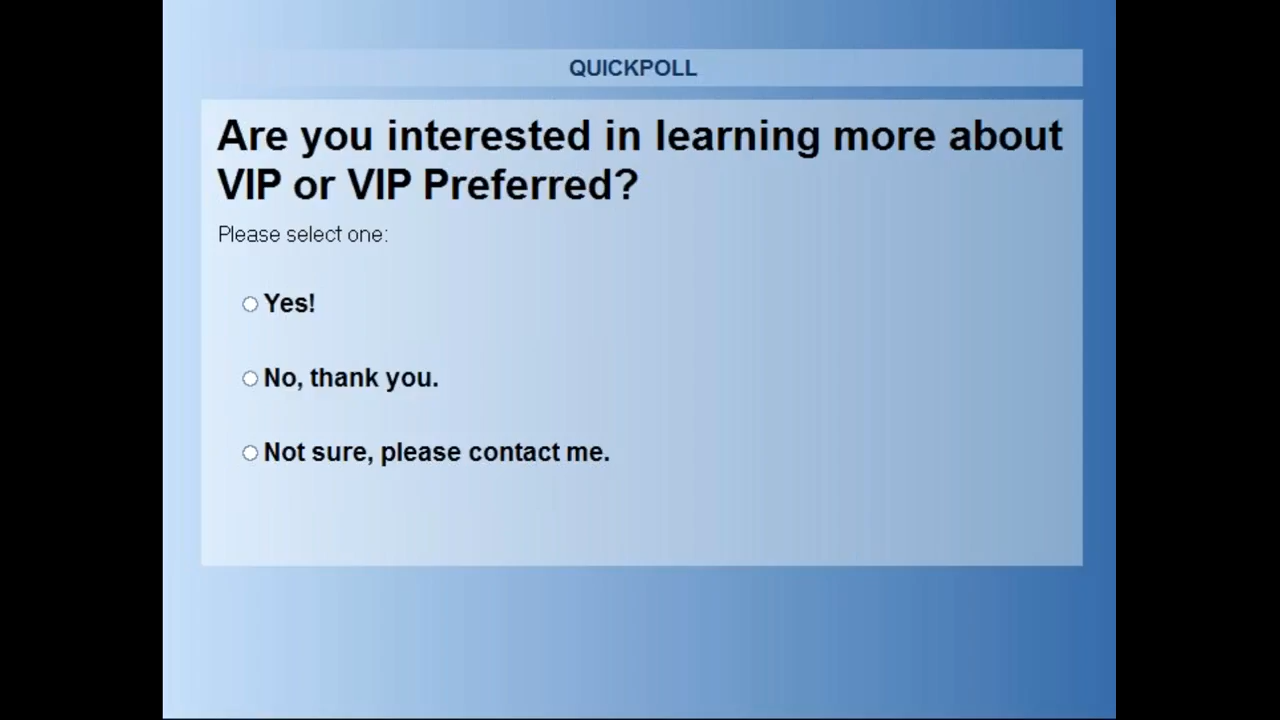 QUICKPOLL
Are you interested in learning more about
VIP or VIP Preferred?
Please select one:
Yes!
No, thank you.
Not sure, please contact me.